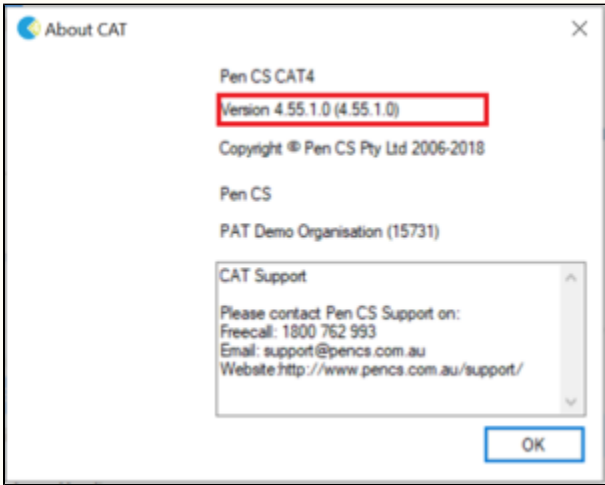 About CAT
Pen CS CAT4
Version 4.55.1.0 (4.55.1.0)
Copyright © Pen CS Pty Ltd 2006-2018
Pen CS
PAT Demo Organisation (15731)
CAT Support
Please contact Pen CS Support on:
Freecall: 1800 762 993
Email: support@pencs.com.au
Website:http://www.pencs.com.au/support/
OK